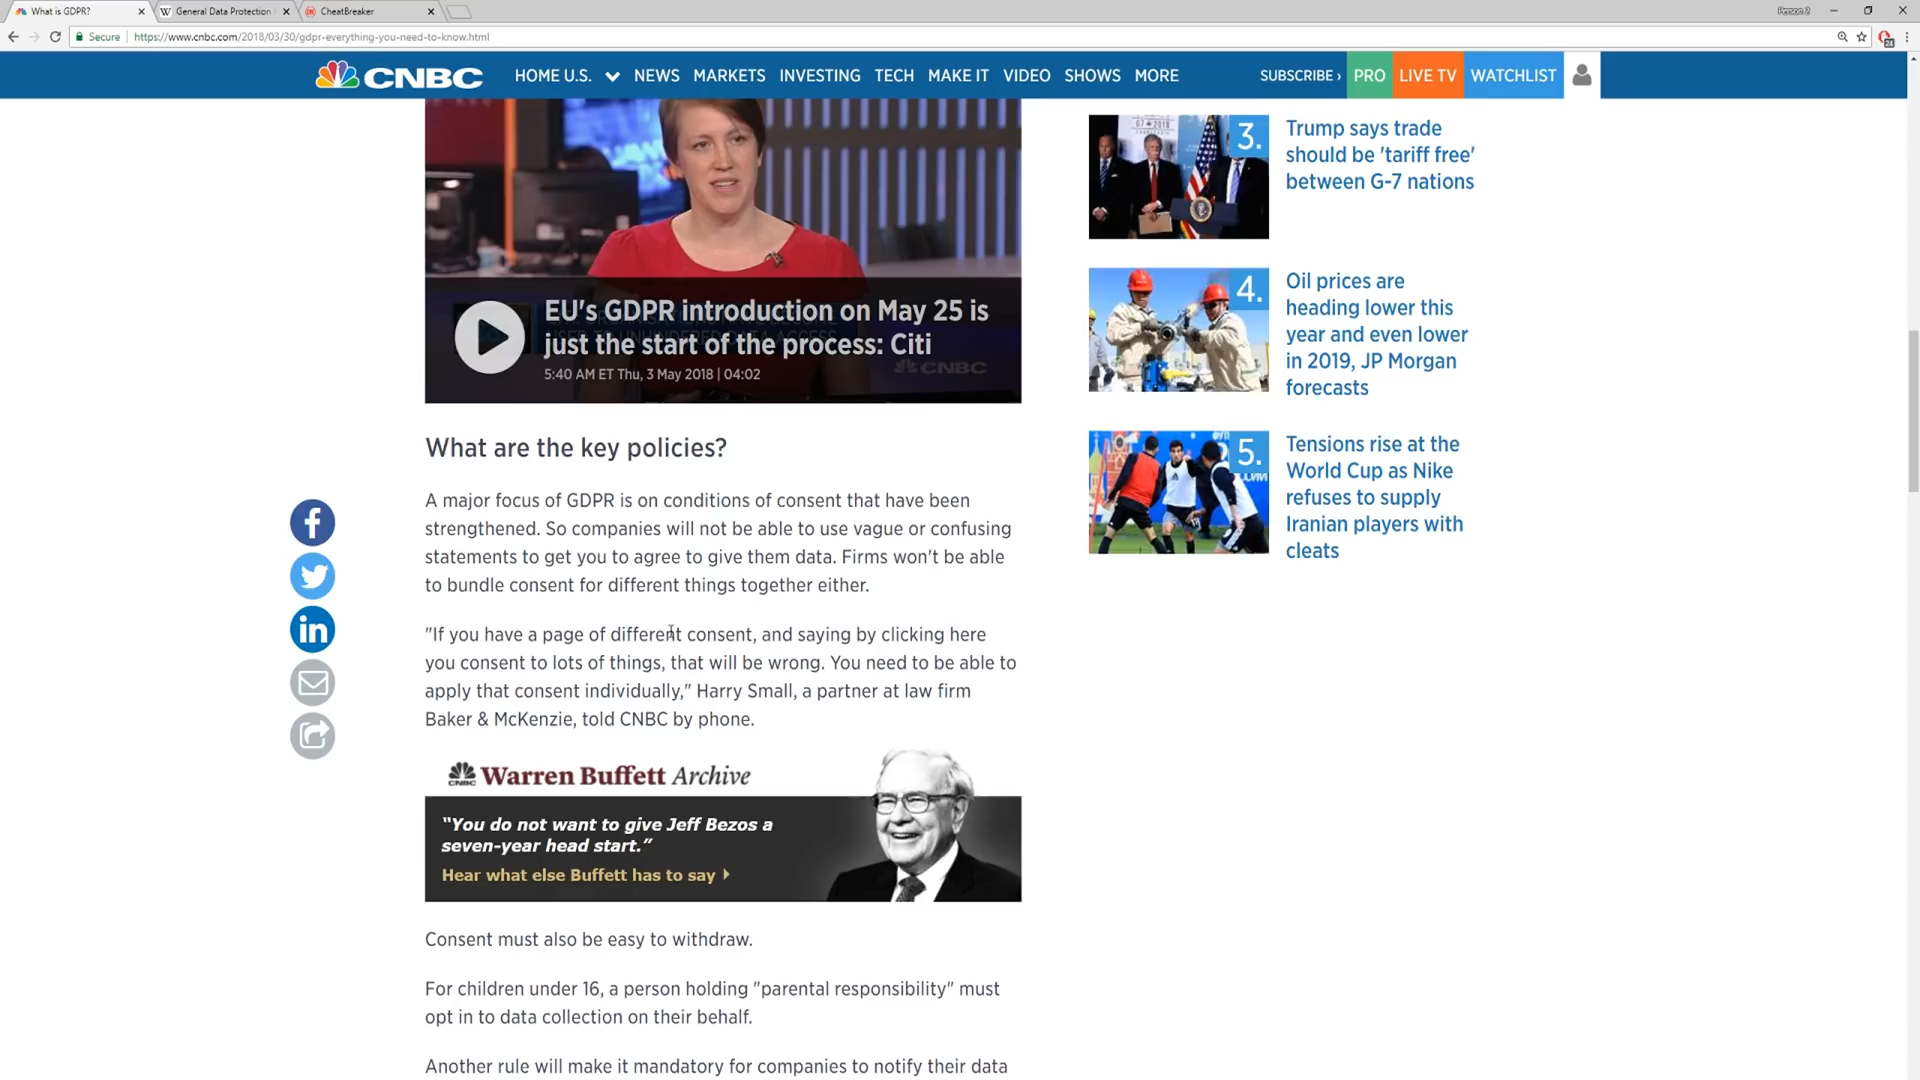 What is GDPR?
General Data Protection
CheatBreaker
Person 2
Secure
https://www.cnbc.com/2018/03/30/gdpr-everything-you-need-to-know.html
CNBC
HOME U.S.
NEWS
MARKETS
INVESTING
TECH
MAKE IT
VIDEO
SHOWS
MORE
SUBSCRIBE ›
PRO
LIVE TV
WATCHLIST
EU's GDPR introduction on May 25 is
just the start of the process: Citi
5:40 AM ET Thu, 3 May 2018 | 04:02
CNBC
What are the key policies?
A major focus of GDPR is on conditions of consent that have been
strengthened. So companies will not be able to use vague or confusing
statements to get you to agree to give them data. Firms won't be able
to bundle consent for different things together either.
"If you have a page of different consent, and saying by clicking here
you consent to lots of things, that will be wrong. You need to be able to
apply that consent individually," Harry Small, a partner at law firm
Baker & McKenzie, told CNBC by phone.
CNBC
Warren Buffett Archive
“You do not want to give Jeff Bezos a
seven-year head start.”
Hear what else Buffett has to say
Consent must also be easy to withdraw.
For children under 16, a person holding "parental responsibility" must
opt in to data collection on their behalf.
Another rule will make it mandatory for companies to notify their data
3.
Trump says trade
should be 'tariff free'
between G-7 nations
4.
Oil prices are
heading lower this
year and even lower
in 2019, JP Morgan
forecasts
5.
Tensions rise at the
World Cup as Nike
refuses to supply
Iranian players with
cleats